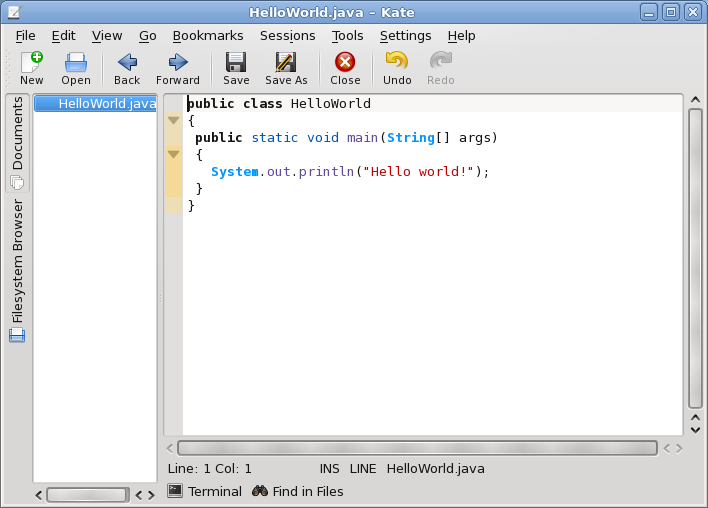 HelloWorld.java – Kate
File Edit View Go Bookmarks Sessions Tools Settings Help
New Open Back Forward Save Save As Close Undo Redo
Documents
Filesystem Browser
HelloWorld.java
public class HelloWorld
{
public static void main(String[] args)
{
System.out.println("Hello world!");
}
}
Line: 1 Col: 1 INS LINE HelloWorld.java
Terminal Find in Files